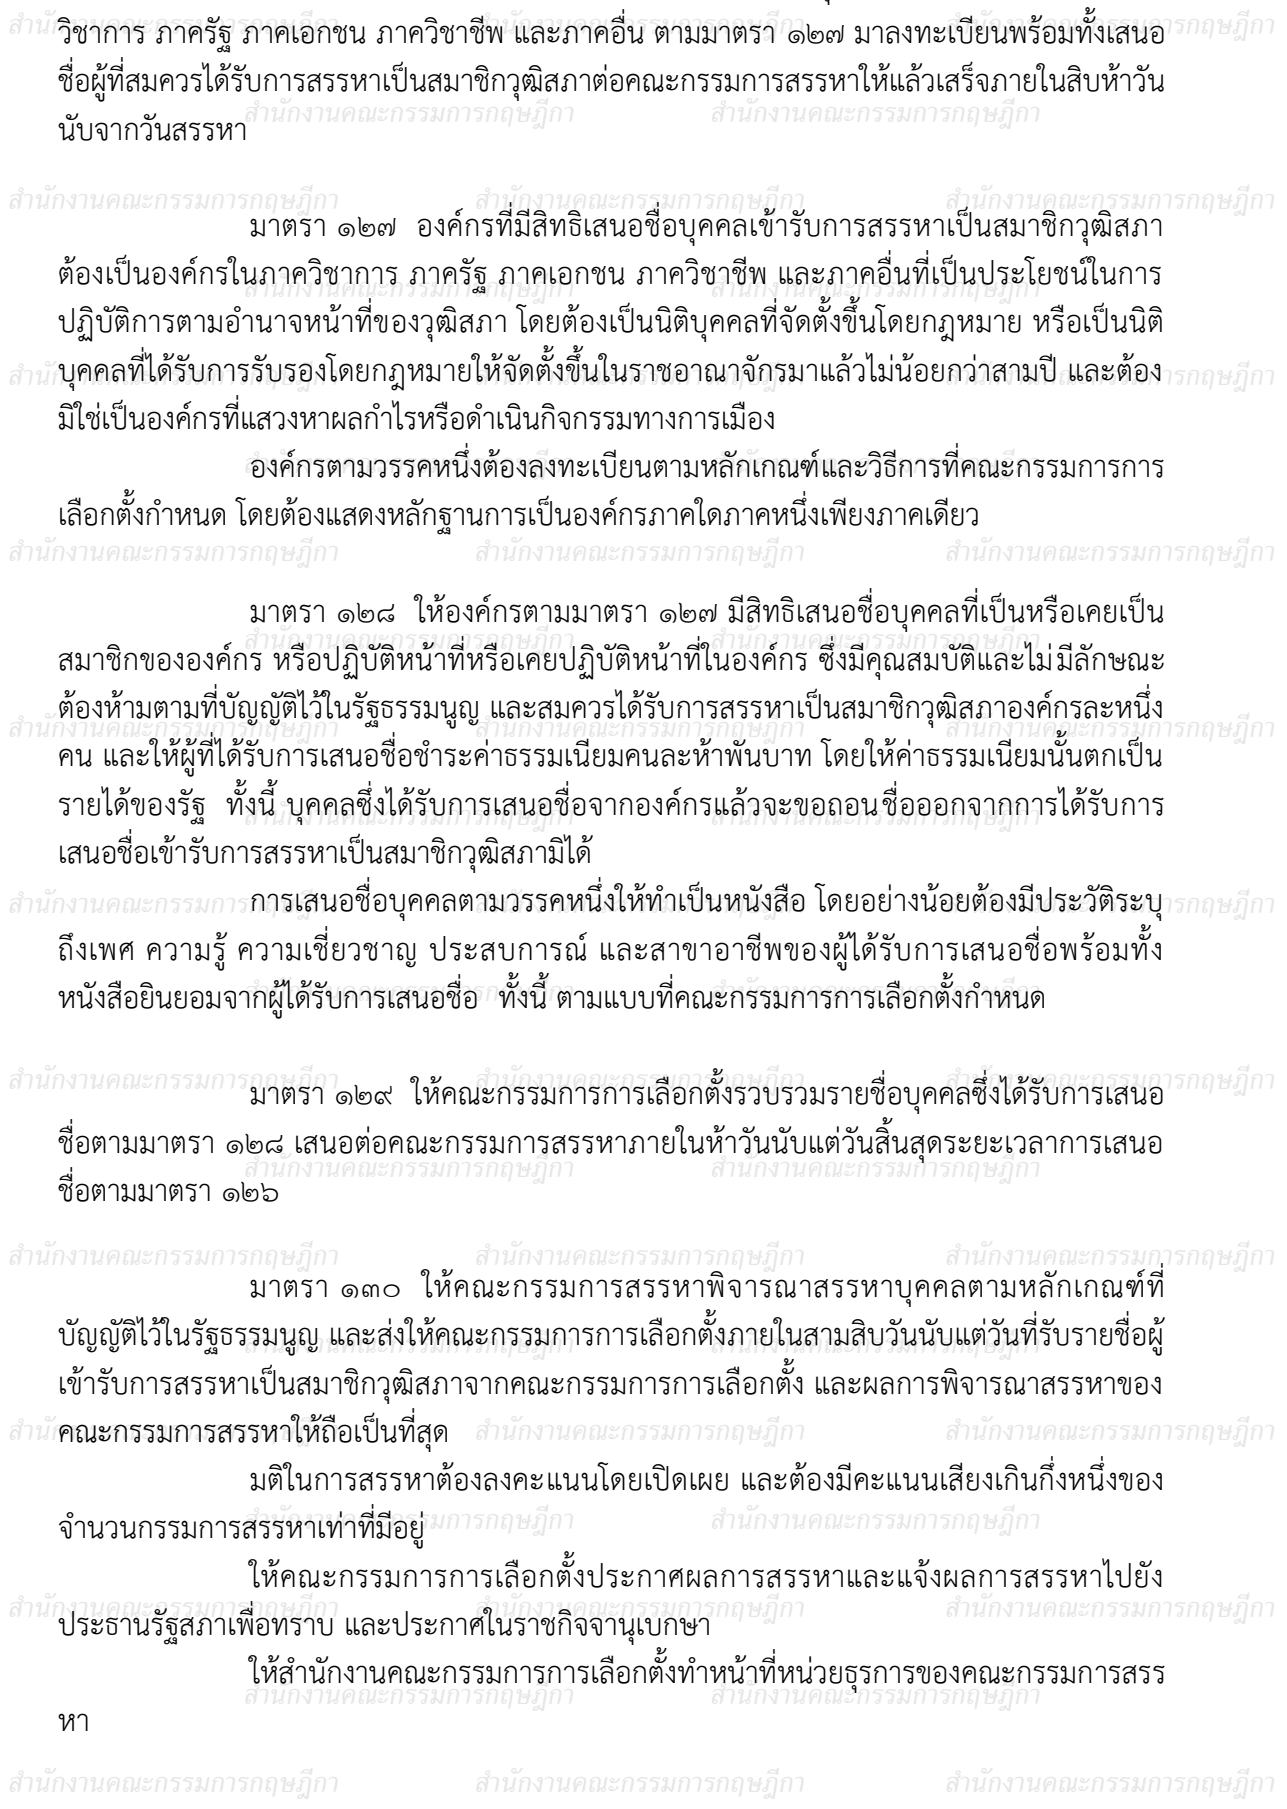 วิชาการ ภาครัฐ ภาคเอกชน ภาควิชาชีพ และภาคอื่น ตามมาตรา ๑๒๗ มาลงทะเบียนพร้อมทั้งเสนอ
ชื่อผู้ที่สมควรได้รับการสรรหาเป็นสมาชิกวุฒิสภาต่อคณะกรรมการสรรหาให้แล้วเสร็จภายในสิบห้าวัน
นับจากวันสรรหา
มาตรา ๑๒๗ องค์กรที่มีสิทธิเสนอชื่อบุคคลเข้ารับการสรรหาเป็นสมาชิกวุฒิสภา
ต้องเป็นองค์กรในภาควิชาการ ภาครัฐ ภาคเอกชน ภาควิชาชีพ และภาคอื่นที่เป็นประโยชน์ในการ
ปฏิบัติการตามอำนาจหน้าที่ของวุฒิสภา โดยต้องเป็นนิติบุคคลที่จัดตั้งขึ้นโดยกฎหมาย หรือเป็นนิติ
บุคคลที่ได้รับการรับรองโดยกฎหมายให้จัดตั้งขึ้นในราชอาณาจักรมาแล้วไม่น้อยกว่าสามปี และต้อง
มิใช่เป็นองค์กรที่แสวงหาผลกำไรหรือดำเนินกิจกรรมทางการเมือง
องค์กรตามวรรคหนึ่งต้องลงทะเบียนตามหลักเกณฑ์และวิธีการที่คณะกรรมการการ
เลือกตั้งกำหนด โดยต้องแสดงหลักฐานการเป็นองค์กรภาคใดภาคหนึ่งเพียงภาคเดียว
มาตรา ๑๒๘ ให้องค์กรตามมาตรา ๑๒๗ มีสิทธิเสนอชื่อบุคคลที่เป็นหรือเคยเป็น
สมาชิกขององค์กร หรือปฏิบัติหน้าที่หรือเคยปฏิบัติหน้าที่ในองค์กร ซึ่งมีคุณสมบัติและไม่มีลักษณะ
ต้องห้ามตามที่บัญญัติไว้ในรัฐธรรมนูญ และสมควรได้รับการสรรหาเป็นสมาชิกวุฒิสภาองค์กรละหนึ่ง
คน และให้ผู้ที่ได้รับการเสนอชื่อชำระค่าธรรมเนียมคนละห้าพันบาท โดยให้ค่าธรรมเนียมนั้นตกเป็น
รายได้ของรัฐ ทั้งนี้ บุคคลซึ่งได้รับการเสนอชื่อจากองค์กรแล้วจะขอถอนชื่อออกจากการได้รับการ
เสนอชื่อเข้ารับการสรรหาเป็นสมาชิกวุฒิสภามิได้
การเสนอชื่อบุคคลตามวรรคหนึ่งให้ทำเป็นหนังสือ โดยอย่างน้อยต้องมีประวัติระบุ
ถึงเพศ ความรู้ ความเชี่ยวชาญ ประสบการณ์ และสาขาอาชีพของผู้ได้รับการเสนอชื่อพร้อมทั้ง
หนังสือยินยอมจากผู้ได้รับการเสนอชื่อ ทั้งนี้ ตามแบบที่คณะกรรมการการเลือกตั้งกำหนด
มาตรา ๑๒๙ ให้คณะกรรมการการเลือกตั้งรวบรวมรายชื่อบุคคลซึ่งได้รับการเสนอ
ชื่อตามมาตรา ๑๒๘ เสนอต่อคณะกรรมการสรรหาภายในห้าวันนับแต่วันสิ้นสุดระยะเวลาการเสนอ
ชื่อตามมาตรา ๑๒๖
มาตรา ๑๓๐ ให้คณะกรรมการสรรหาพิจารณาสรรหาบุคคลตามหลักเกณฑ์ที่
บัญญัติไว้ในรัฐธรรมนูญ และส่งให้คณะกรรมการการเลือกตั้งภายในสามสิบวันนับแต่วันที่รับรายชื่อผู้
เข้ารับการสรรหาเป็นสมาชิกวุฒิสภาจากคณะกรรมการการเลือกตั้ง และผลการพิจารณาสรรหาของ
คณะกรรมการสรรหาให้ถือเป็นที่สุด
มติในการสรรหาต้องลงคะแนนโดยเปิดเผย และต้องมีคะแนนเสียงเกินกึ่งหนึ่งของ
จำนวนกรรมการสรรหาเท่าที่มีอยู่
ให้คณะกรรมการการเลือกตั้งประกาศผลการสรรหาและแจ้งผลการสรรหาไปยัง
ประธานรัฐสภาเพื่อทราบ และประกาศในราชกิจจานุเบกษา
ให้สำนักงานคณะกรรมการการเลือกตั้งทำหน้าที่หน่วยธุรการของคณะกรรมการสรร
หา